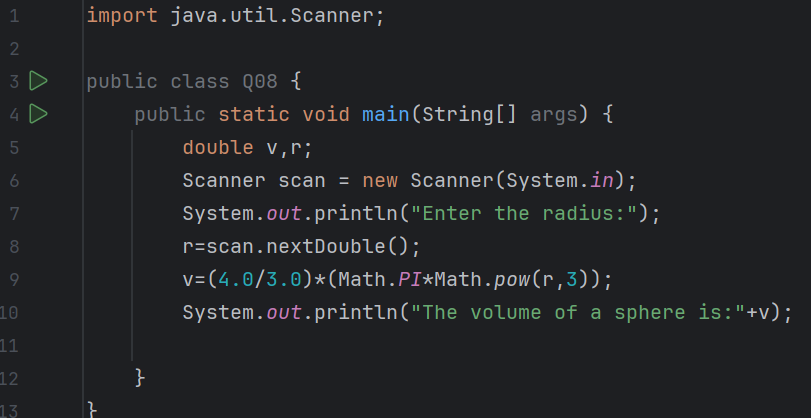 1 import java.util.Scanner;
2
3 public class Q08 {
4     public static void main(String[] args) {
5         double v,r;
6         Scanner scan = new Scanner(System.in);
7         System.out.println("Enter the radius:");
8         r=scan.nextDouble();
9         v=(4.0/3.0)*(Math.PI*Math.pow(r,3));
10         System.out.println("The volume of a sphere is:"+v);
11
12     }
13 }